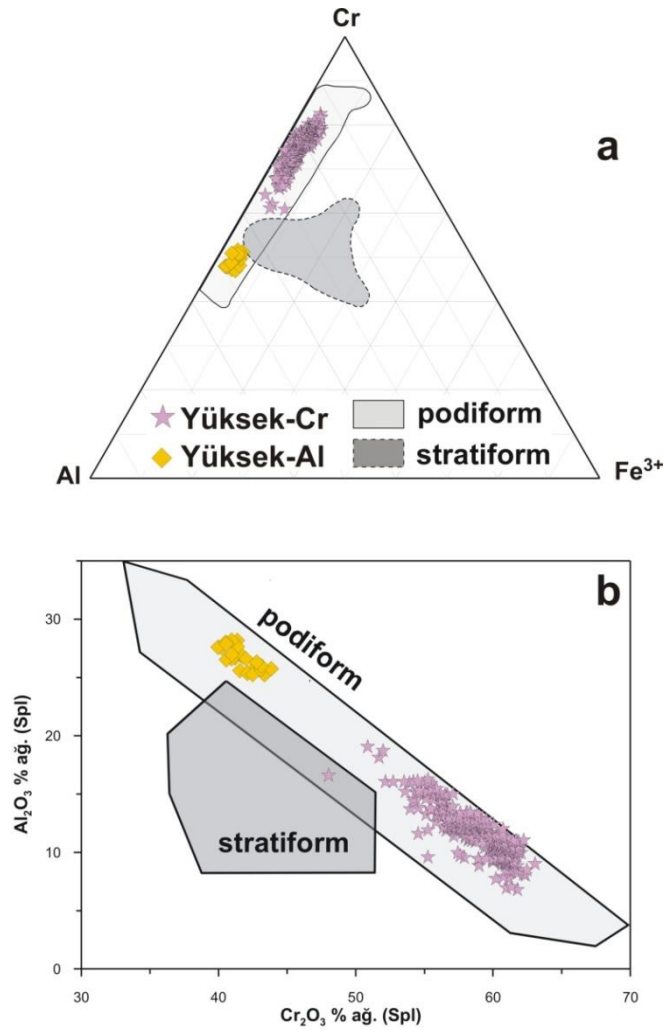 Cr
a
Yüksek-Cr
podiform
Yüksek-Al
stratiform
Al
Fe³⁺
b
podiform
stratiform
30
20
10
0
Al₂O₃ % ağ. (Spl)
30
40
50
60
70
Cr₂O₃ % ağ. (Spl)